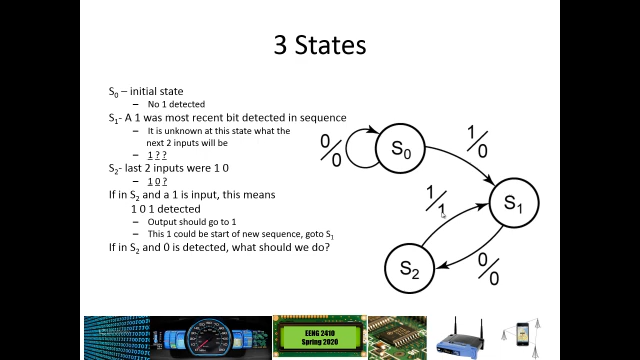 3 States
S0 – initial state
– No 1 detected
S1- A 1 was most recent bit detected in sequence
– It is unknown at this state what the
next 2 inputs will be
– 1 ? ?
S2- last 2 inputs were 1 0
– 1 0 ?
If in S2 and a 1 is input, this means
1 0 1 detected
– Output should go to 1
– This 1 could be start of new sequence, goto S1
If in S2 and 0 is detected, what should we do?
0/0
S0
1/0
1/1
S1
S2
0/0
EENG 2410
Spring 2020